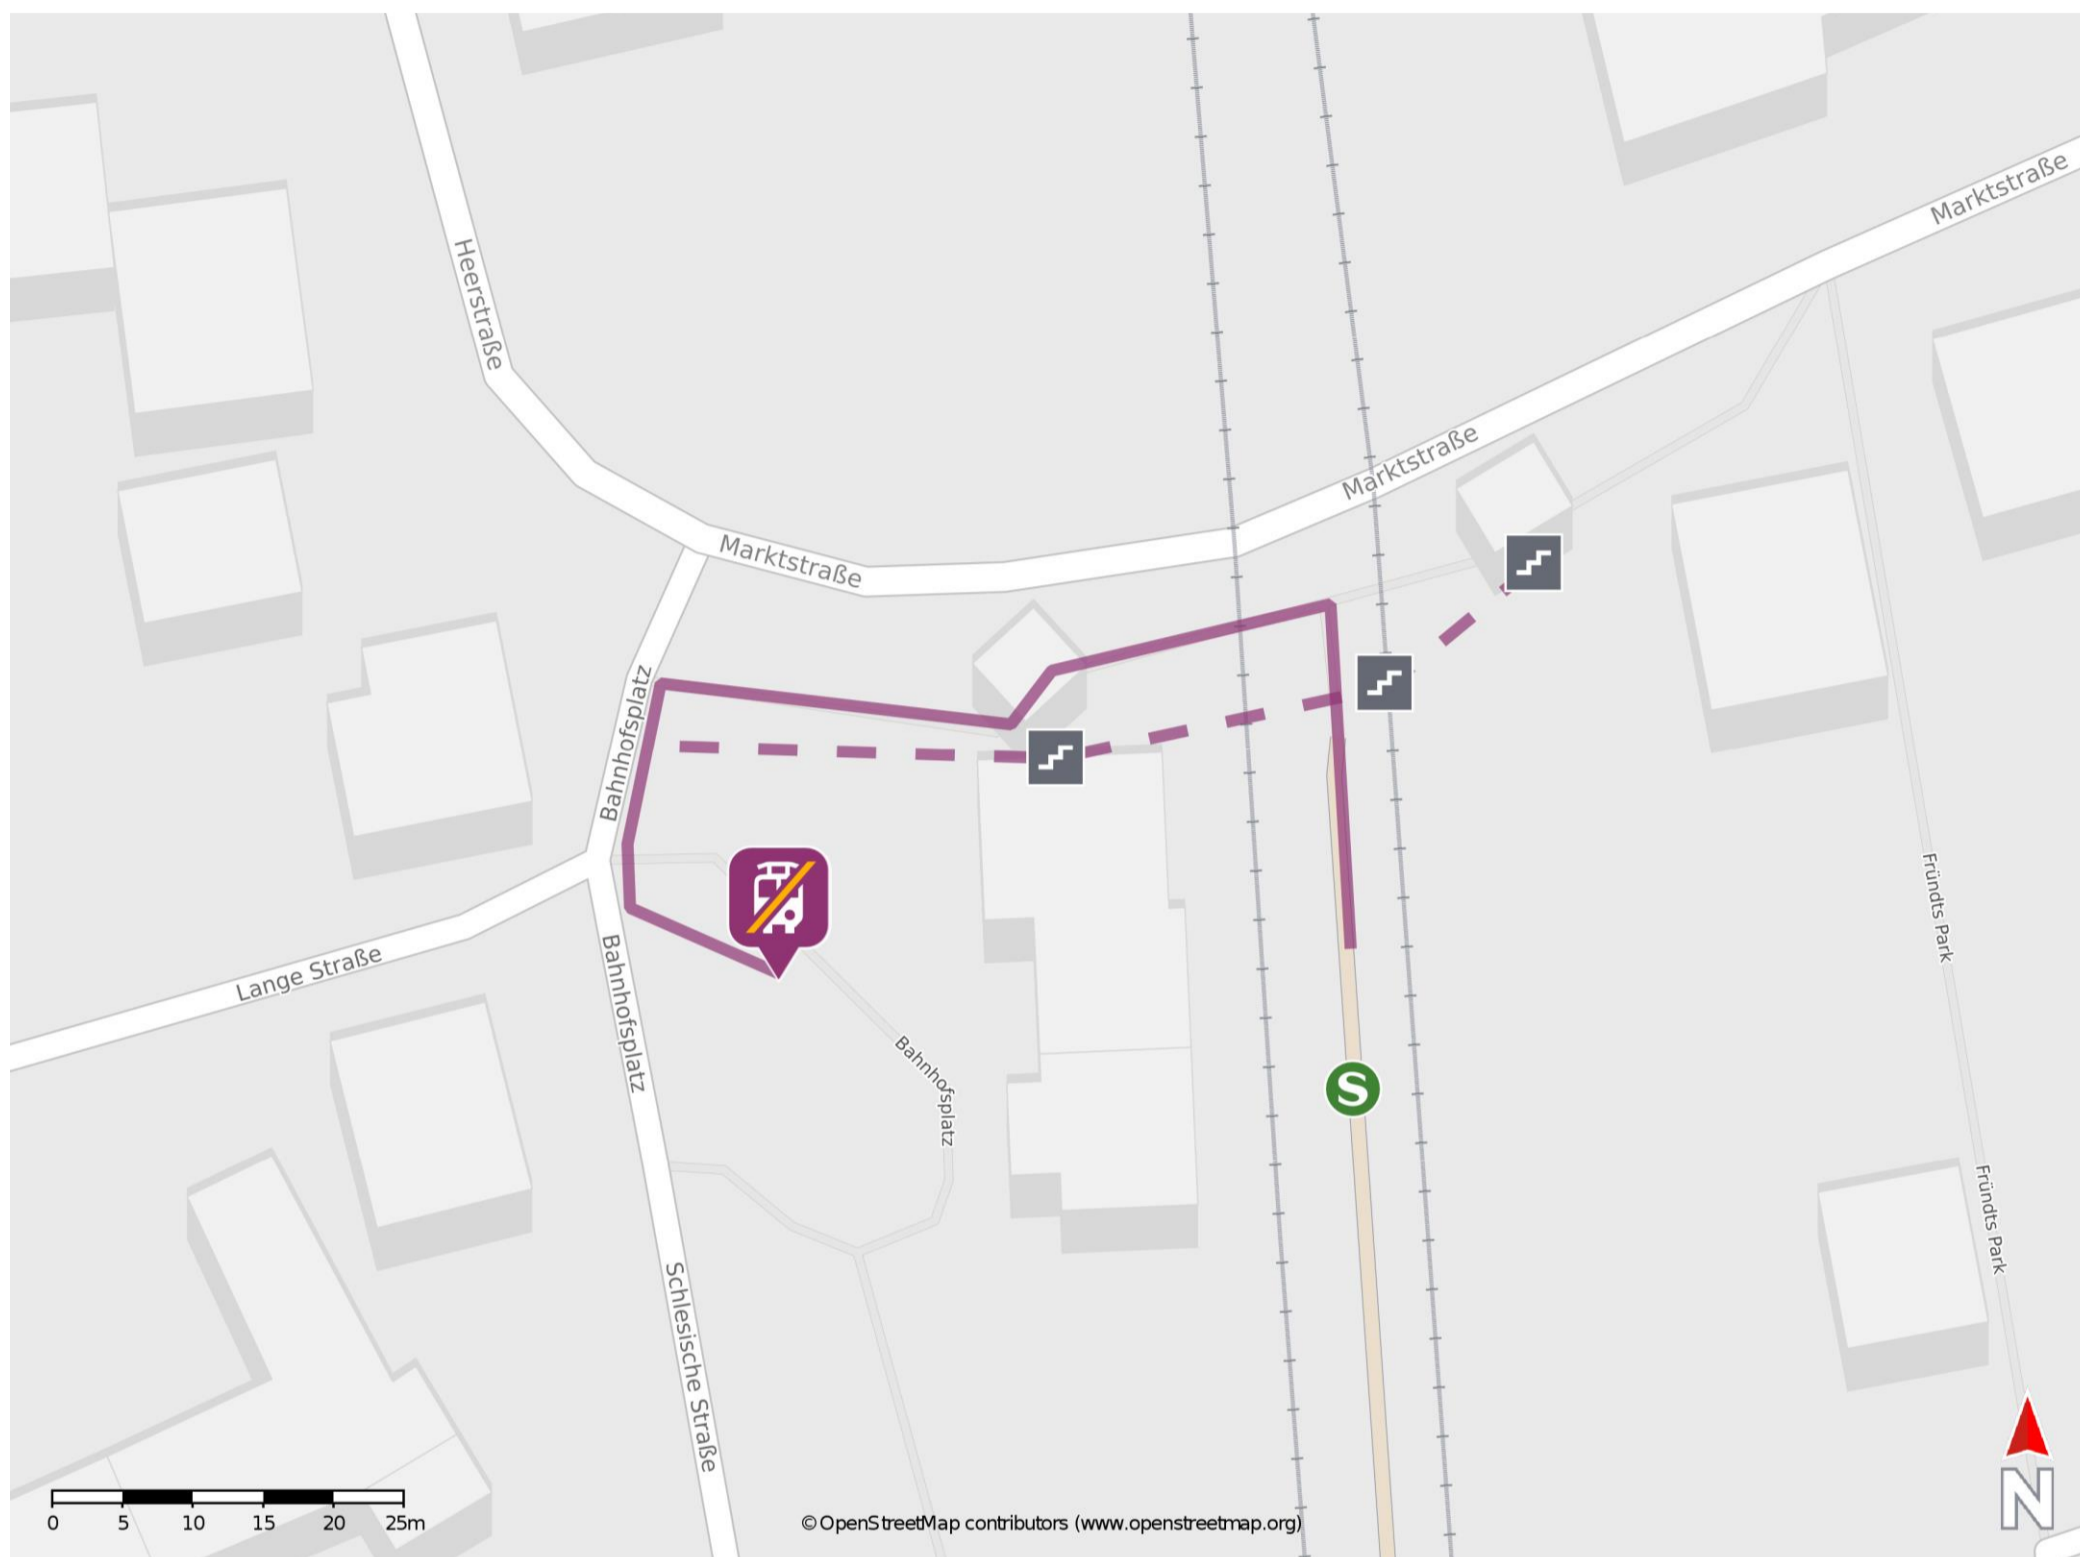 Marktstraße
Heerstraße
Marktstraße
Marktstraße
Bahnhofsplatz
Fründts Park
Lange Straße
Bahnhofsplatz
Bahnhofsplatz
S
Fründts Park
Schlesische Straße
N
0 5 10 15 20 25m
© OpenStreetMap contributors (www.openstreetmap.org)